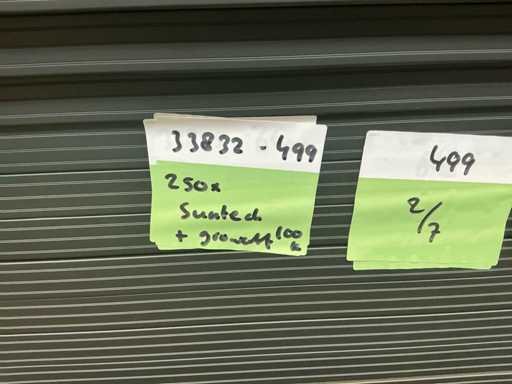 33832 - 499
250x
Suntech
+ growatt 100
k
499
2/7